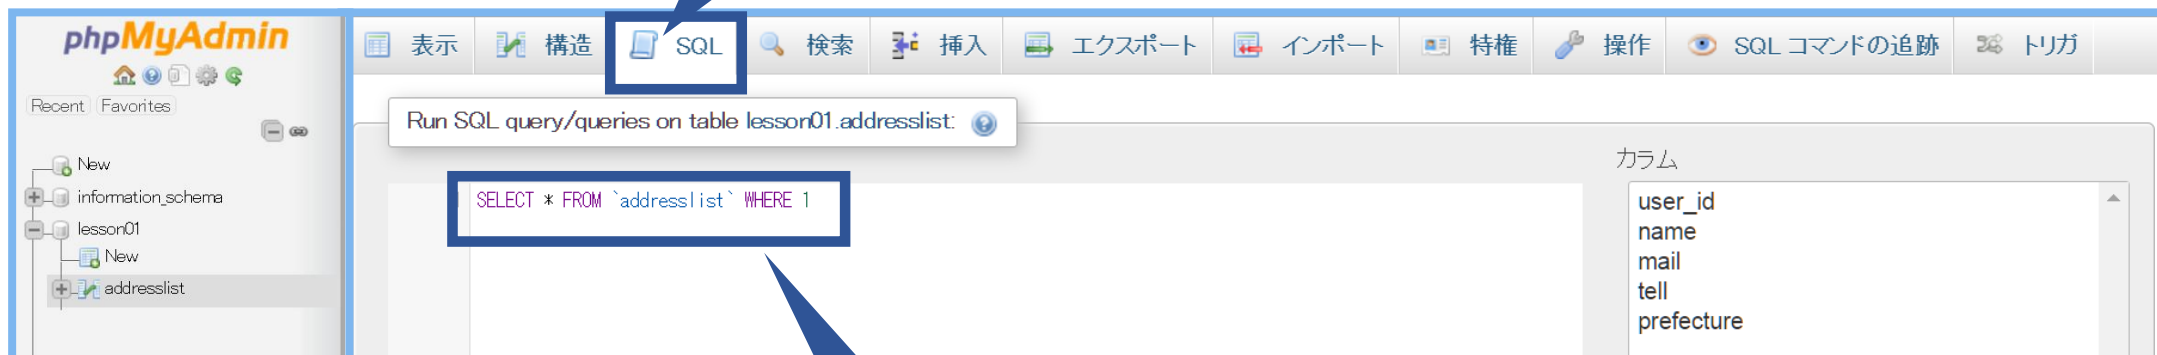 phpMyAdmin
表示 構造 SQL 検索 挿入 エクスポート インポート 特権 操作 SQL コマンドの追跡 トリガ
Recent Favorites
New
information_schema
lesson01
New
addresslist
Run SQL query/queries on table lesson01.addresslist:
SELECT * FROM `addresslist` WHERE 1
カラム
user_id
name
mail
tell
prefecture